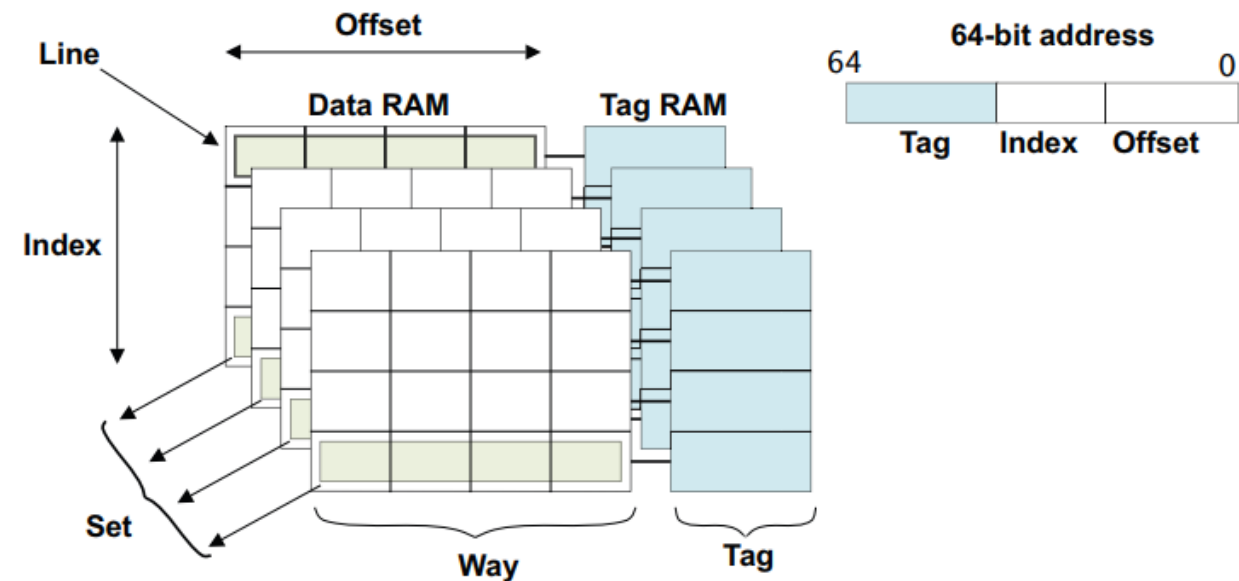 Offset
64-bit address
Line
64
0
Data RAM
Tag RAM
Tag
Index
Offset
Index
Set
Way
Tag